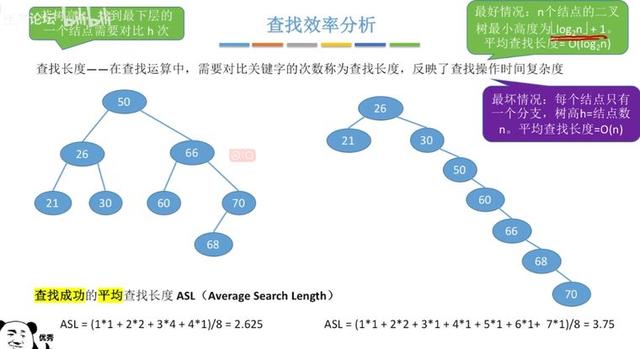 查找效率分析
论坛 bilibili 到最下层的
一个结点需要对比 h 次
最好情况：n个结点的二叉
树最小高度为⌊log₂n⌋ + 1。
平均查找长度= O(log₂n)
查找长度——在查找运算中，需要对比关键字的次数称为查找长度，反映了查找操作时间复杂度
最坏情况：每个结点只有
一个分支，树高h=结点数
n。平均查找长度=O(n)
50
26
66
21
30
60
70
68
26
21
30
50
60
66
68
70
查找成功的平均查找长度 ASL（Average Search Length）
ASL = (1*1 + 2*2 + 3*4 + 4*1)/8 = 2.625
ASL = (1*1 + 2*2 + 3*1 + 4*1 + 5*1 + 6*1+ 7*1)/8 = 3.75
优秀